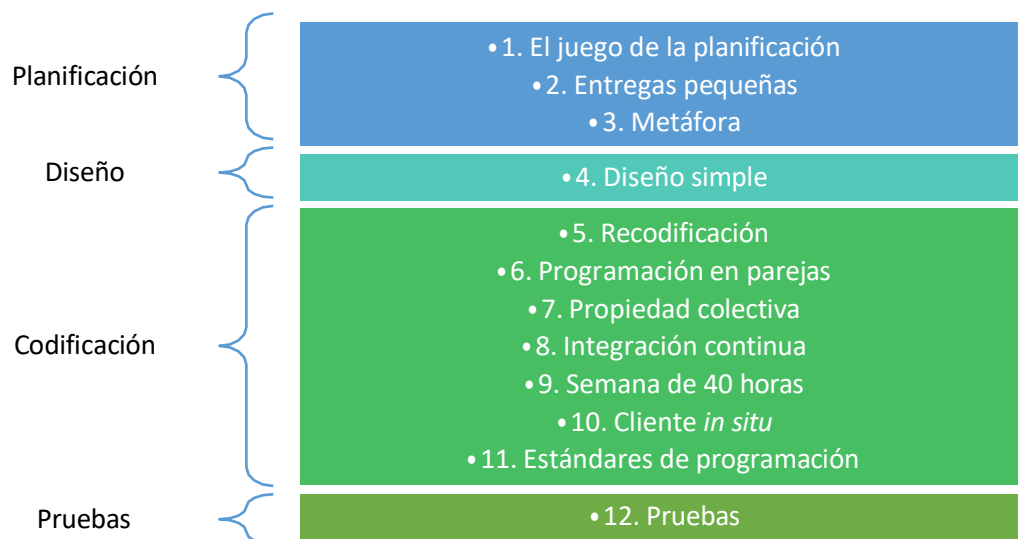 Planificación
• 1. El juego de la planificación
• 2. Entregas pequeñas
• 3. Metáfora
Diseño
• 4. Diseño simple
Codificación
• 5. Recodificación
• 6. Programación en parejas
• 7. Propiedad colectiva
• 8. Integración continua
• 9. Semana de 40 horas
• 10. Cliente in situ
• 11. Estándares de programación
Pruebas
• 12. Pruebas